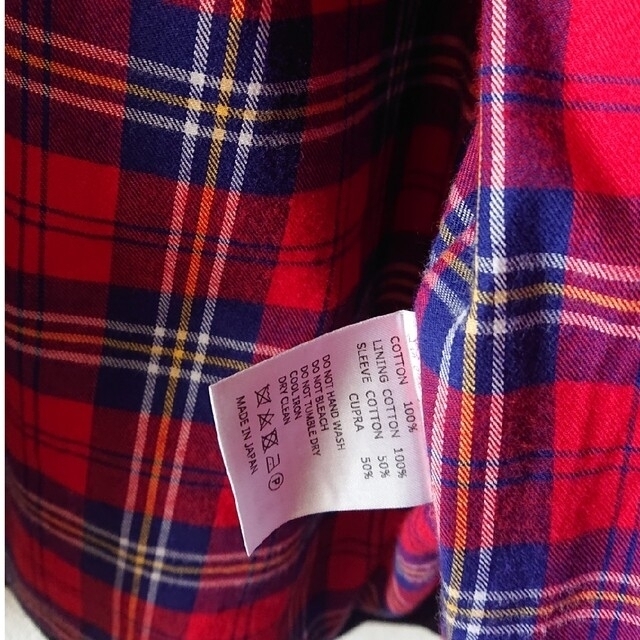 COTTON 100%
LINING COTTON 100%
SLEEVE COTTON 50%
CUPRA 50%
DO NOT HAND WASH
DO NOT BLEACH
DO NOT TUMBLE DRY
COOL IRON
DRY CLEAN
P
MADE IN JAPAN